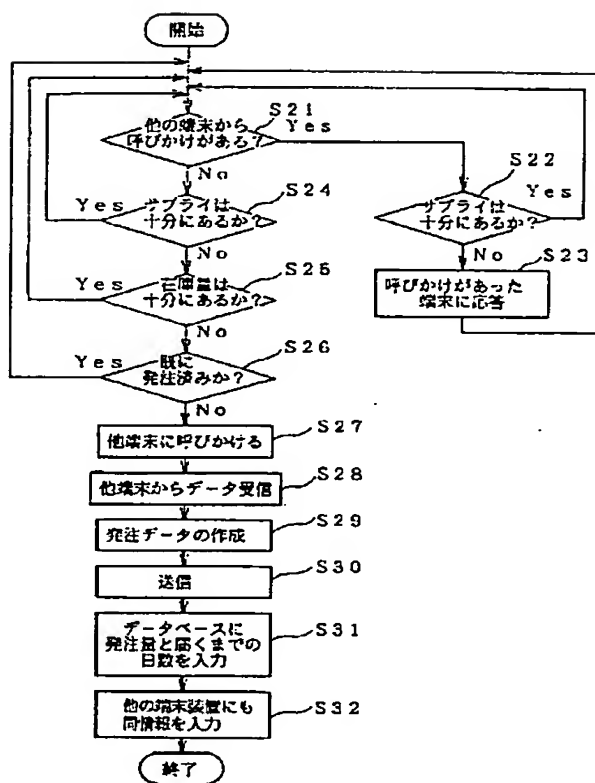 開始
S21
他の端末から
呼びかけがある？
Yes
No
S22
サプライは
十分にあるか？
Yes
No
S23
呼びかけがあった
端末に応答
S24
Yes
サプライは
十分にあるか？
No
S25
Yes
在庫量は
十分にあるか？
No
S26
Yes
既に
発注済みか？
No
S27
他端末に呼びかける
S28
他端末からデータ受信
S29
発注データの作成
S30
送信
S31
データベースに
発注量と届くまでの
日数を入力
S32
他の端末装置にも
同情報を入力
終了